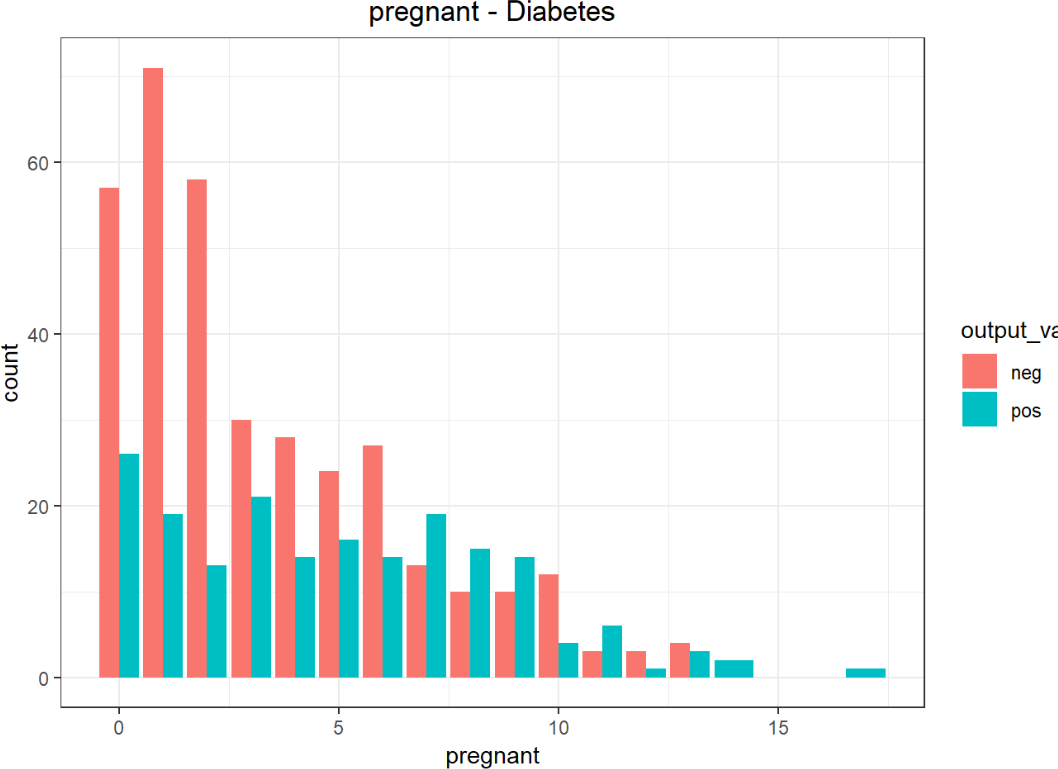 pregnant - Diabetes
60
40
20
0
count
0 5 10 15
pregnant
output_va
neg
pos